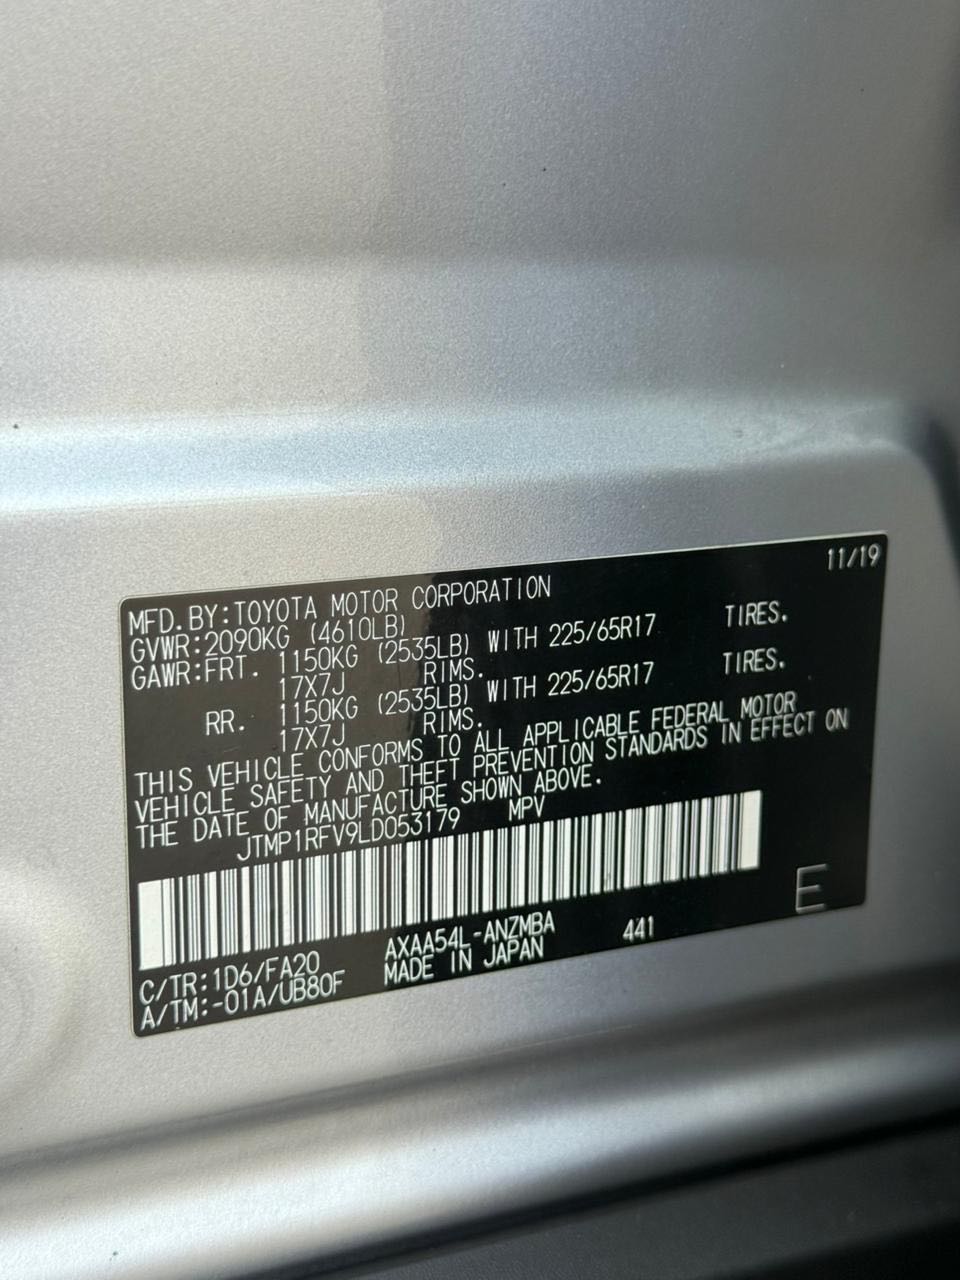 11/19
MFD.BY:TOYOTA MOTOR CORPORATION
GVWR:2090KG (4610LB)
GAWR:FRT. 1150KG (2535LB) WITH 225/65R17 TIRES.
17X7J RIMS.
RR. 1150KG (2535LB) WITH 225/65R17 TIRES.
17X7J RIMS.
THIS VEHICLE CONFORMS TO ALL APPLICABLE FEDERAL MOTOR
VEHICLE SAFETY AND THEFT PREVENTION STANDARDS IN EFFECT ON
THE DATE OF MANUFACTURE SHOWN ABOVE.
JTMP1RFV9LD053179 MPV
E
C/TR:1D6/FA20 AXAA54L-ANZMBA 441
A/TM:-01A/UB80F MADE IN JAPAN